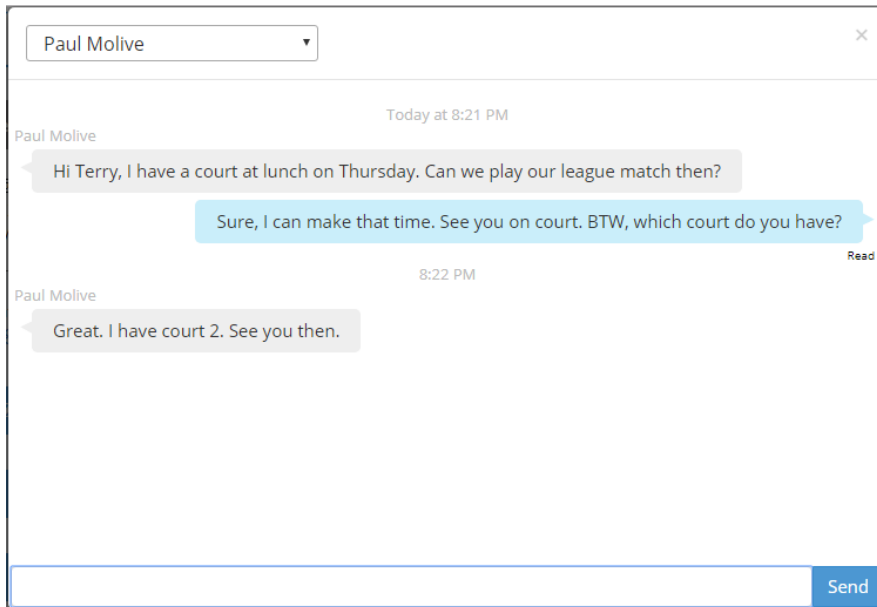 Paul Molive
Today at 8:21 PM
Paul Molive
Hi Terry, I have a court at lunch on Thursday. Can we play our league match then?
Sure, I can make that time. See you on court. BTW, which court do you have?
Read
8:22 PM
Paul Molive
Great. I have court 2. See you then.
Send